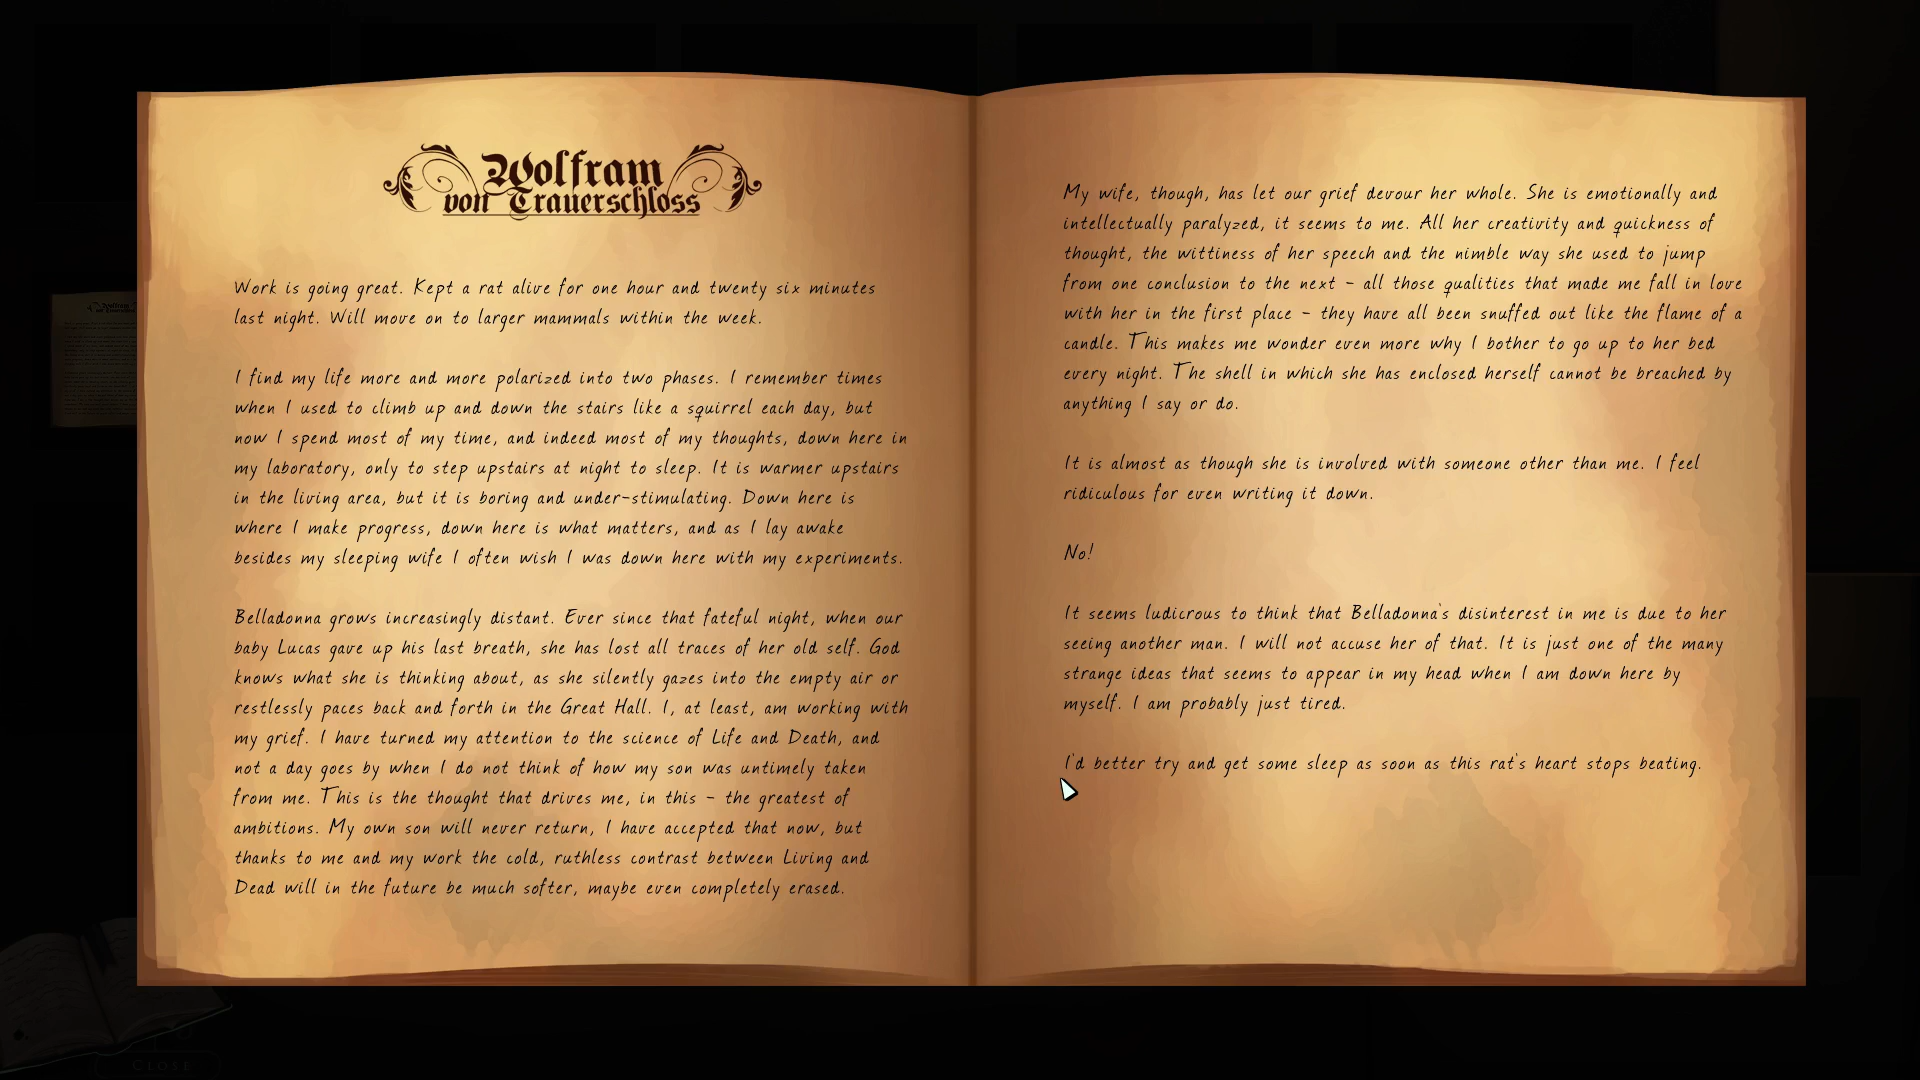 Wolfram
von Trauerschloss
Work is going great. Kept a rat alive for one hour and twenty six minutes
last night. Will move on to larger mammals within the week.
I find my life more and more polarized into two phases. I remember times
when I used to climb up and down the stairs like a squirrel each day, but
now I spend most of my time, and indeed most of my thoughts, down here in
my laboratory, only to step upstairs at night to sleep. It is warmer upstairs
in the living area, but it is boring and under-stimulating. Down here is
where I make progress, down here is what matters, and as I lay awake
besides my sleeping wife I often wish I was down here with my experiments.
Belladonna grows increasingly distant. Ever since that fateful night, when our
baby Lucas gave up his last breath, she has lost all traces of her old self. God
knows what she is thinking about, as she silently gazes into the empty air or
restlessly paces back and forth in the Great Hall. I, at least, am working with
my grief. I have turned my attention to the science of Life and Death, and
not a day goes by when I do not think of how my son was untimely taken
from me. This is the thought that drives me, in this - the greatest of
ambitions. My own son will never return, I have accepted that now, but
thanks to me and my work the cold, ruthless contrast between Living and
Dead will in the future be much softer, maybe even completely erased.
My wife, though, has let our grief devour her whole. She is emotionally and
intellectually paralyzed, it seems to me. All her creativity and quickness of
thought, the wittiness of her speech and the nimble way she used to jump
from one conclusion to the next - all those qualities that made me fall in love
with her in the first place - they have all been snuffed out like the flame of a
candle. This makes me wonder even more why I bother to go up to her bed
every night. The shell in which she has enclosed herself cannot be breached by
anything I say or do.
It is almost as though she is involved with someone other than me. I feel
ridiculous for even writing it down.
No!
It seems ludicrous to think that Belladonna's disinterest in me is due to her
seeing another man. I will not accuse her of that. It is just one of the many
strange ideas that seems to appear in my head when I am down here by
myself. I am probably just tired.
I'd better try and get some sleep as soon as this rat's heart stops beating.
CLOSE